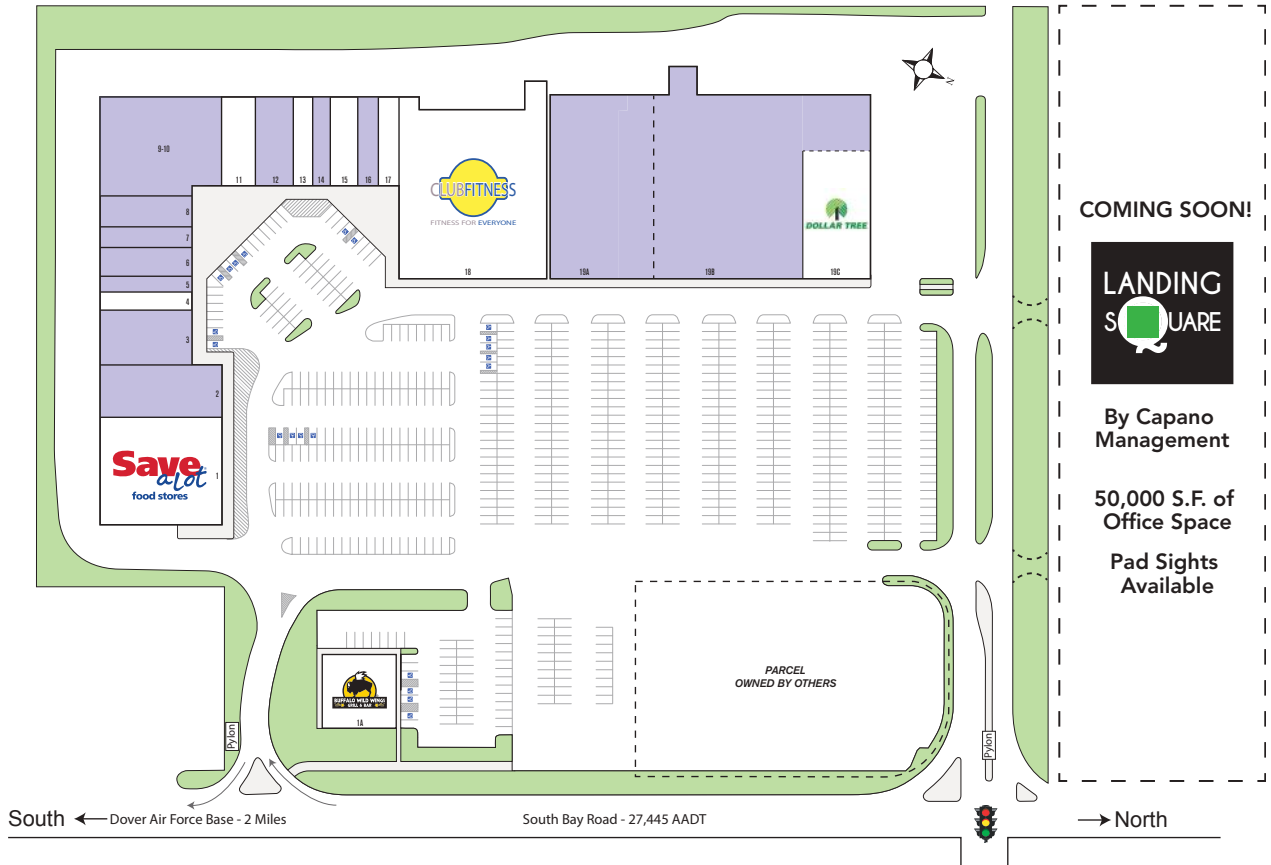 N
9-10
11
12
13
14
15
16
17
8
7
6
5
4
3
2
1
CLUBFITNESS
FITNESS FOR EVERYONE
18
19A
19B
19C
DOLLAR TREE
Save
a lot
food stores
COMING SOON!
LANDING
SQUARE
By Capano
Management
50,000 S.F. of
Office Space
Pad Sights
Available
PARCEL
OWNED BY OTHERS
BUFFALO WILD WINGS
GRILL & BAR
1A
Pylon
Pylon
South
Dover Air Force Base - 2 Miles
South Bay Road - 27,445 AADT
North